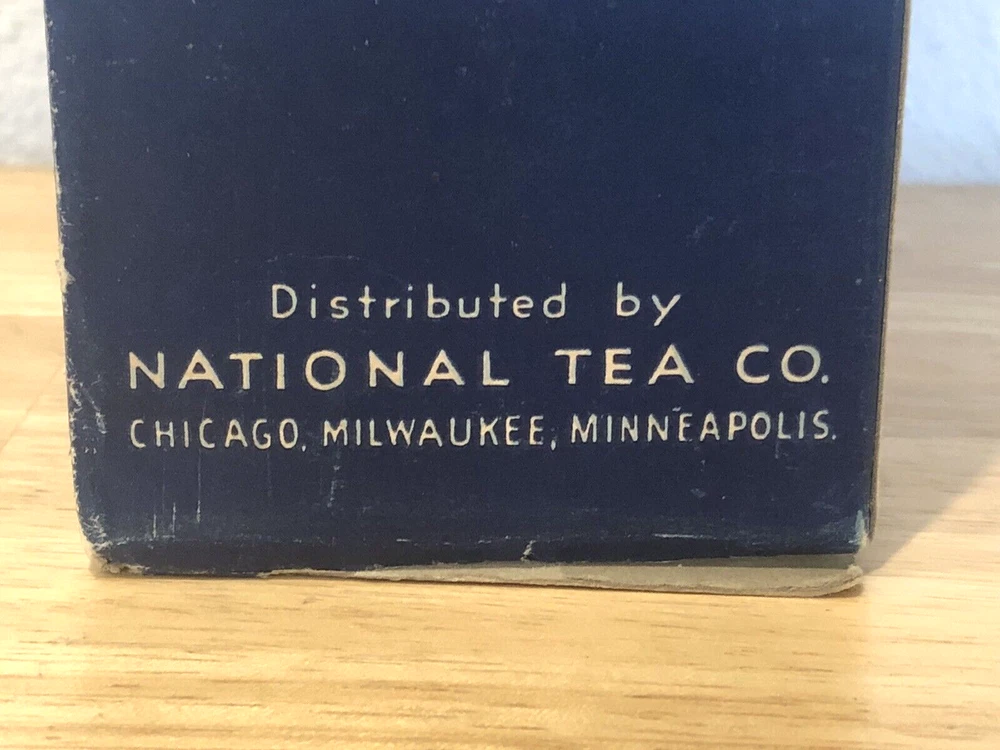 Distributed by
NATIONAL TEA CO.
CHICAGO, MILWAUKEE, MINNEAPOLIS.